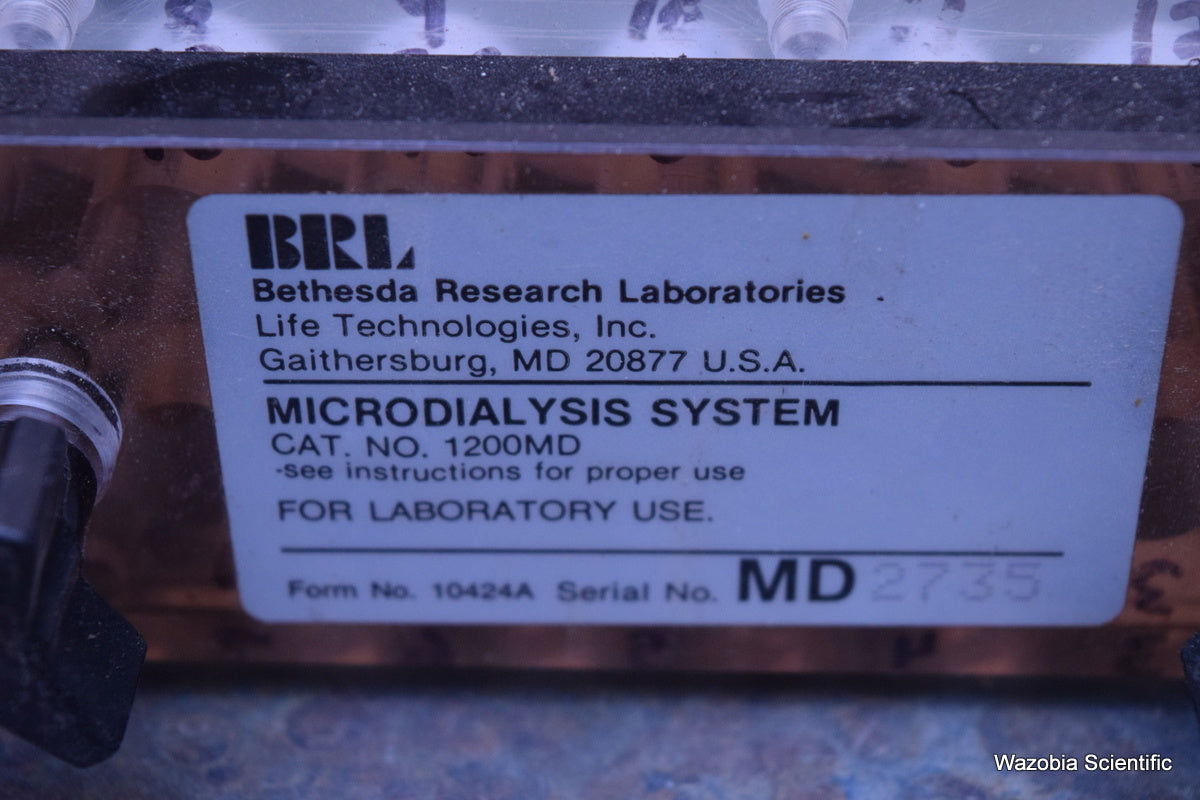 BRL
Bethesda Research Laboratories
Life Technologies, Inc.
Gaithersburg, MD 20877 U.S.A.
MICRODIALYSIS SYSTEM
CAT. NO. 1200MD
-see instructions for proper use
FOR LABORATORY USE.
Form No. 10424A Serial No. MD 2735
3
Wazobia Scientific